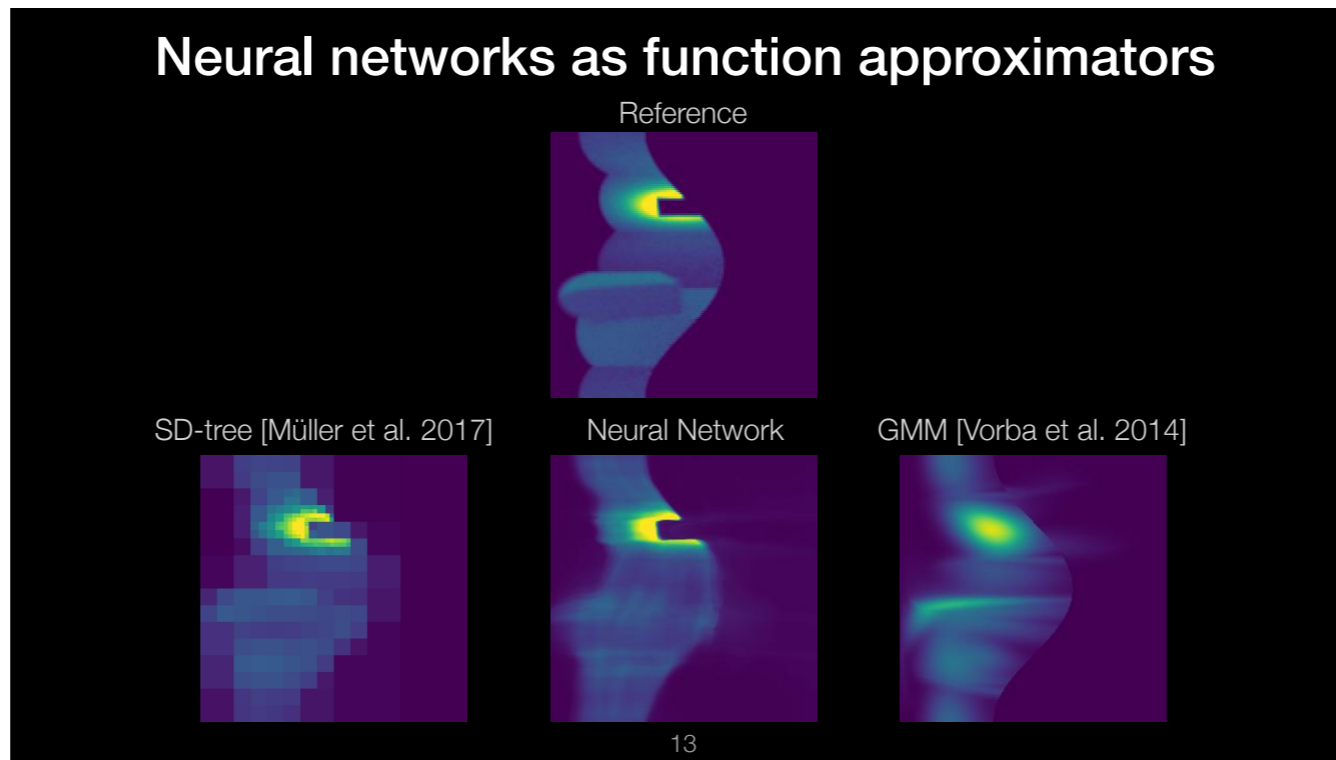 Neural networks as function approximators
Reference
SD-tree [Müller et al. 2017]
Neural Network
GMM [Vorba et al. 2014]
13